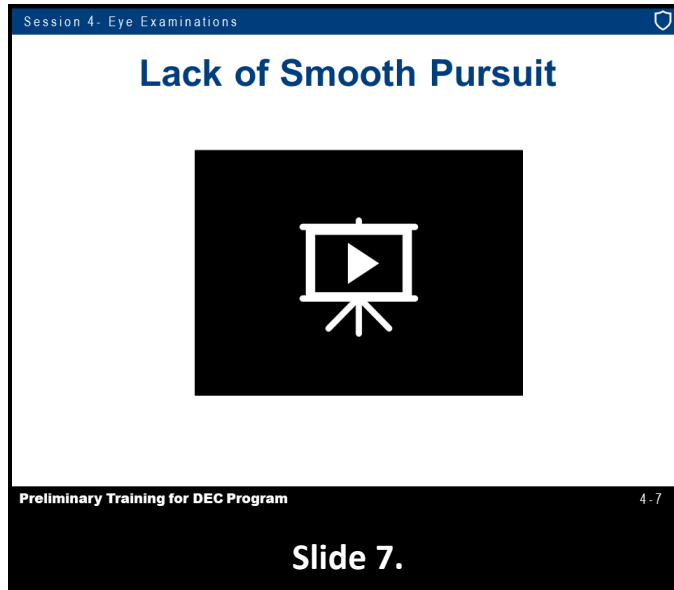 Session 4- Eye Examinations
Lack of Smooth Pursuit
Preliminary Training for DEC Program
4-7
Slide 7.